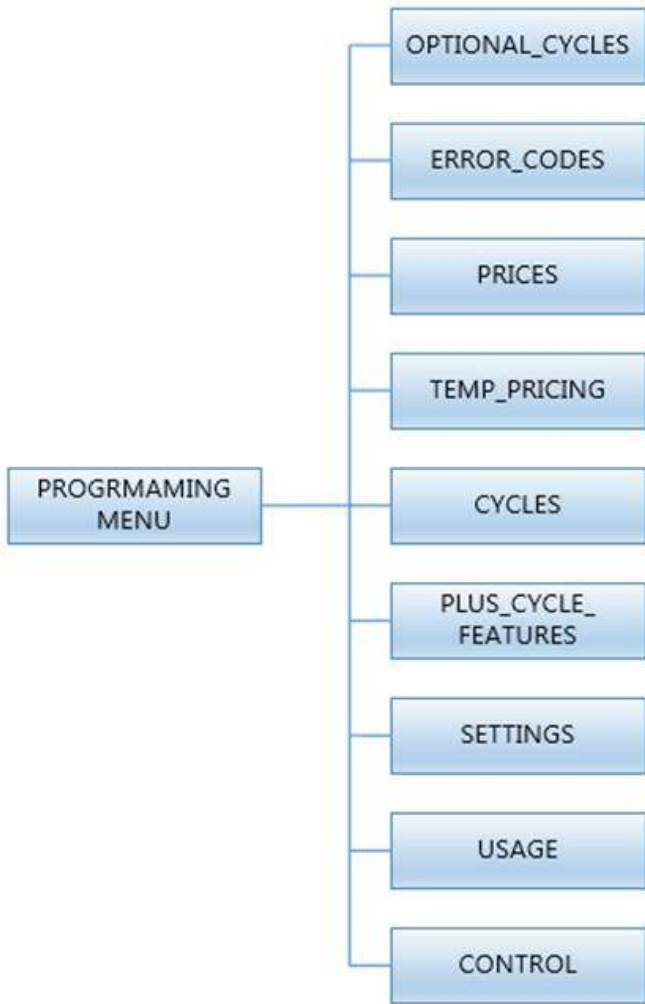 OPTIONAL_CYCLES
ERROR_CODES
PRICES
TEMP_PRICING
PROGRMAMING
MENU
CYCLES
PLUS_CYCLE_
FEATURES
SETTINGS
USAGE
CONTROL